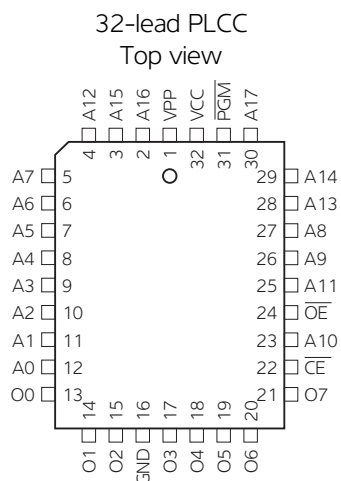 32-lead PLCC
Top view
A12 A15 A16 VPP VCC P̅G̅M̅ A17
4 3 2 1 32 31 30
A7 5 29 A14
A6 6 28 A13
A5 7 27 A8
A4 8 26 A9
A3 9 25 A11
A2 10 24 O̅E̅
A1 11 23 A10
A0 12 22 C̅E̅
O0 13 21 O7
14 15 16 17 18 19 20
O1 O2 GND O3 O4 O5 O6